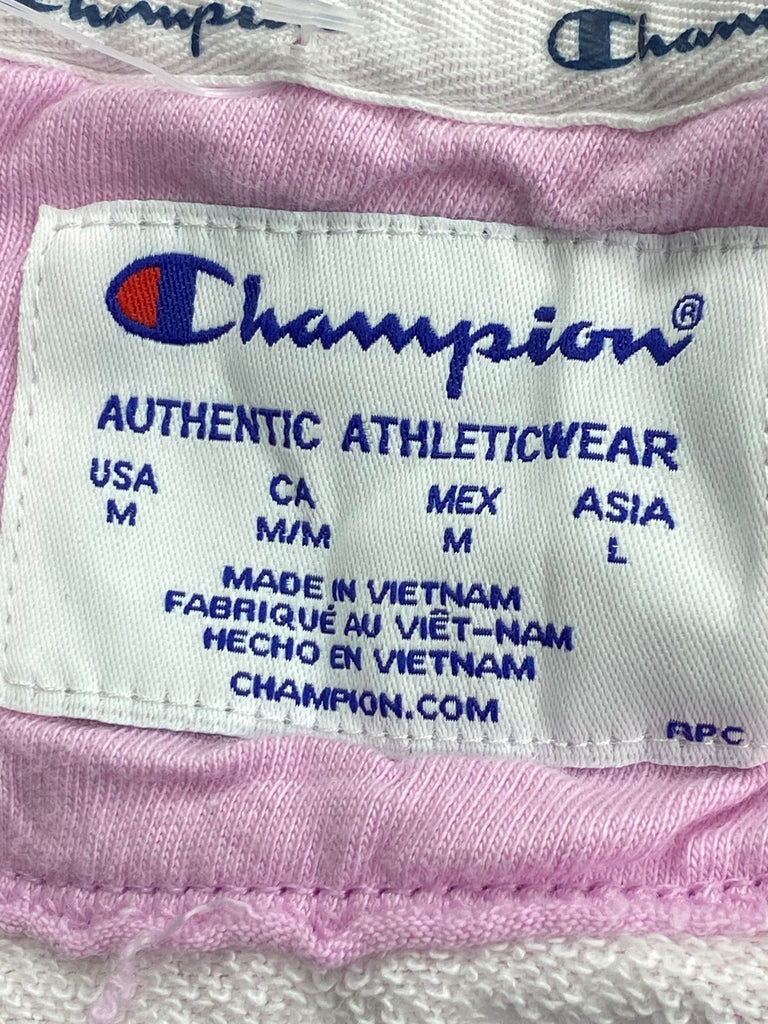 Champion Cham
Champion®
AUTHENTIC ATHLETICWEAR
USA CA MEX ASIA
M M/M M L
MADE IN VIETNAM
FABRIQUÉ AU VIÊT-NAM
HECHO EN VIETNAM
CHAMPION.COM
RPC